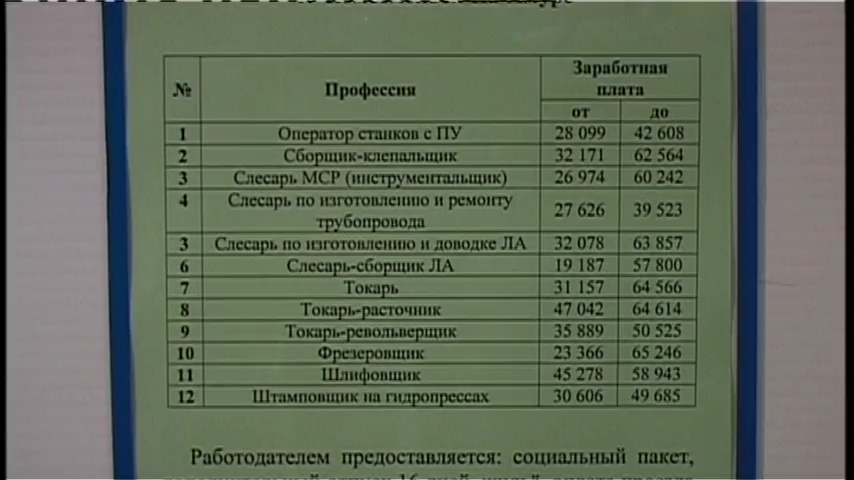 № Профессия Заработная плата
от до
1 Оператор станков с ПУ 28 099 42 608
2 Сборщик-клепальщик 32 171 62 564
3 Слесарь МСР (инструментальщик) 26 974 60 242
4 Слесарь по изготовлению и ремонту трубопровода 27 626 39 523
3 Слесарь по изготовлению и доводке ЛА 32 078 63 857
6 Слесарь-сборщик ЛА 19 187 57 800
7 Токарь 31 157 64 566
8 Токарь-расточник 47 042 64 614
9 Токарь-револьверщик 35 889 50 525
10 Фрезеровщик 23 366 65 246
11 Шлифовщик 45 278 58 943
12 Штамповщик на гидропрессах 30 606 49 685
Работодателем предоставляется: социальный пакет,